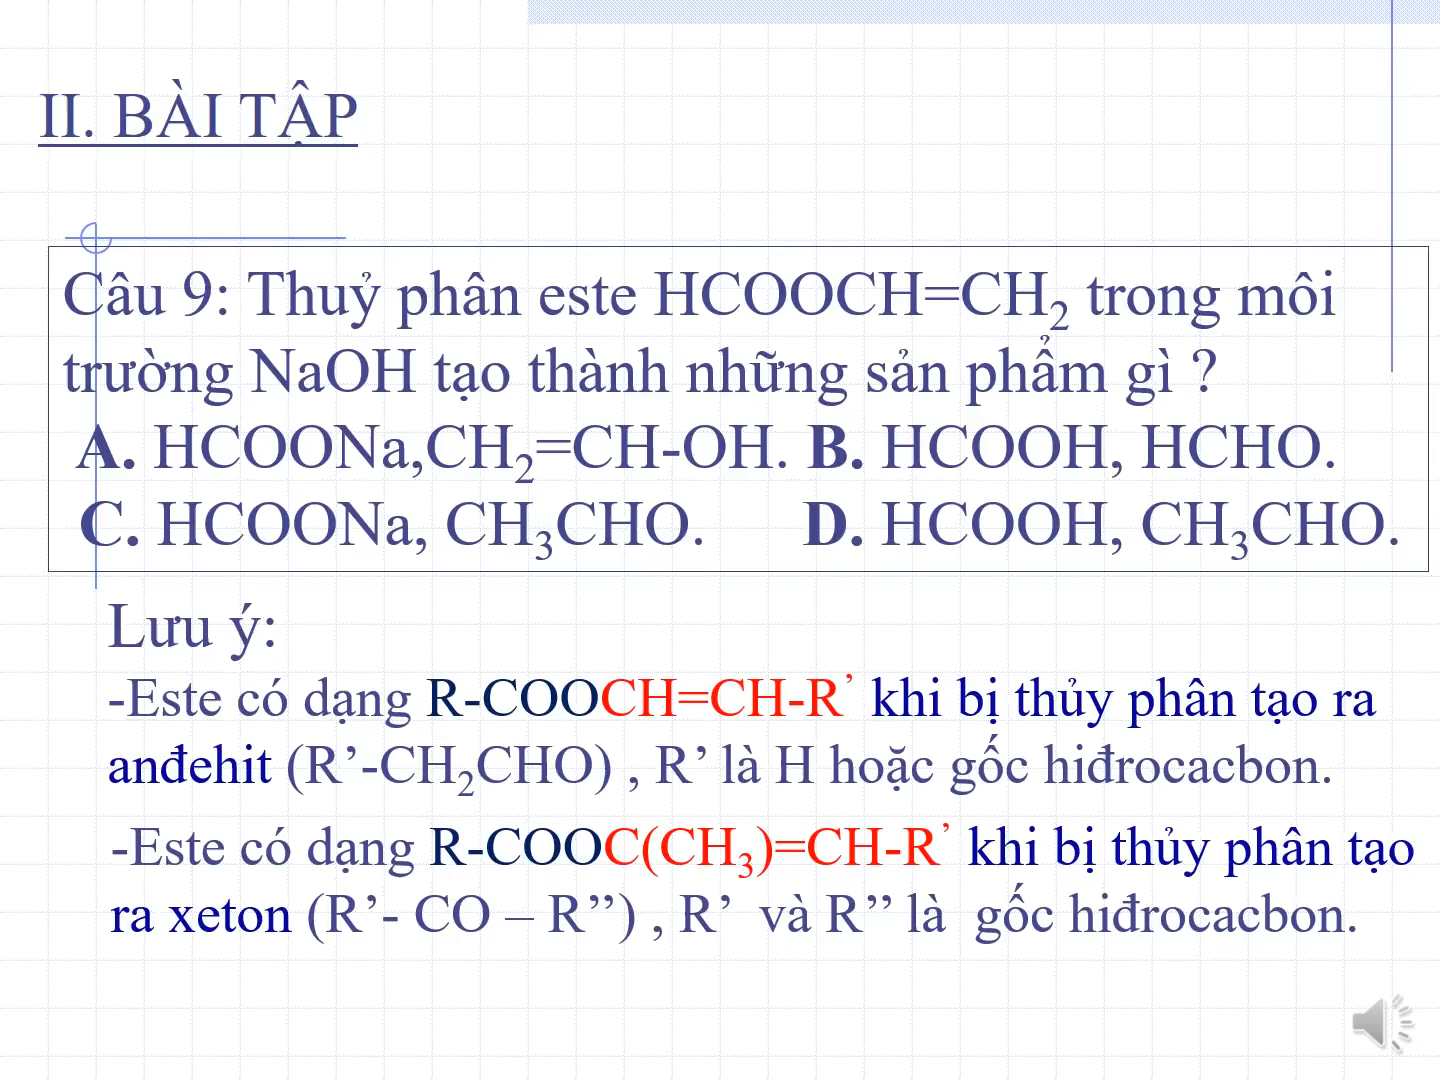 II. BÀI TẬP
Câu 9: Thuỷ phân este HCOOCH=CH₂ trong môi
trường NaOH tạo thành những sản phẩm gì ?
A. HCOONa,CH₂=CH-OH. B. HCOOH, HCHO.
C. HCOONa, CH₃CHO. D. HCOOH, CH₃CHO.
Lưu ý:
-Este có dạng R-COOCH=CH-R’ khi bị thủy phân tạo ra
anđehit (R’-CH₂CHO) , R’ là H hoặc gốc hiđrocacbon.
-Este có dạng R-COOC(CH₃)=CH-R’ khi bị thủy phân tạo
ra xeton (R’- CO – R’’) , R’ và R’’ là gốc hiđrocacbon.